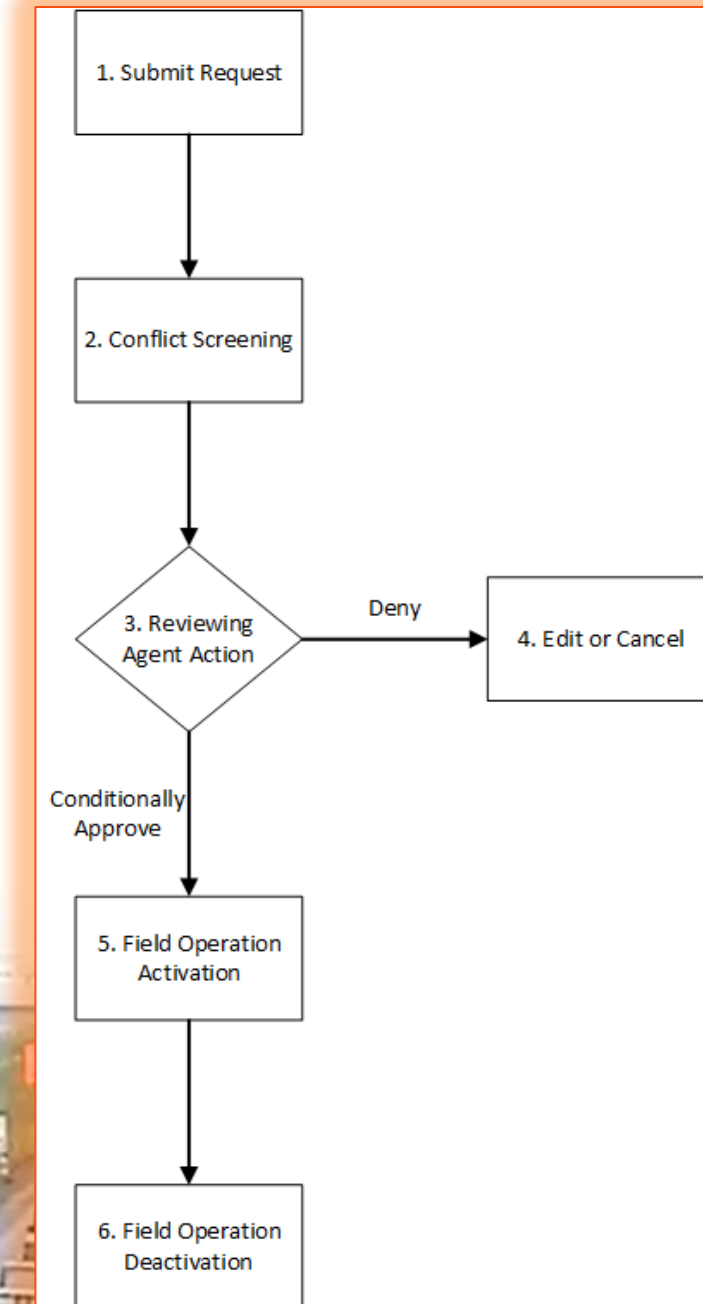 1. Submit Request
2. Conflict Screening
3. Reviewing
Agent Action
Deny
4. Edit or Cancel
Conditionally
Approve
5. Field Operation
Activation
6. Field Operation
Deactivation